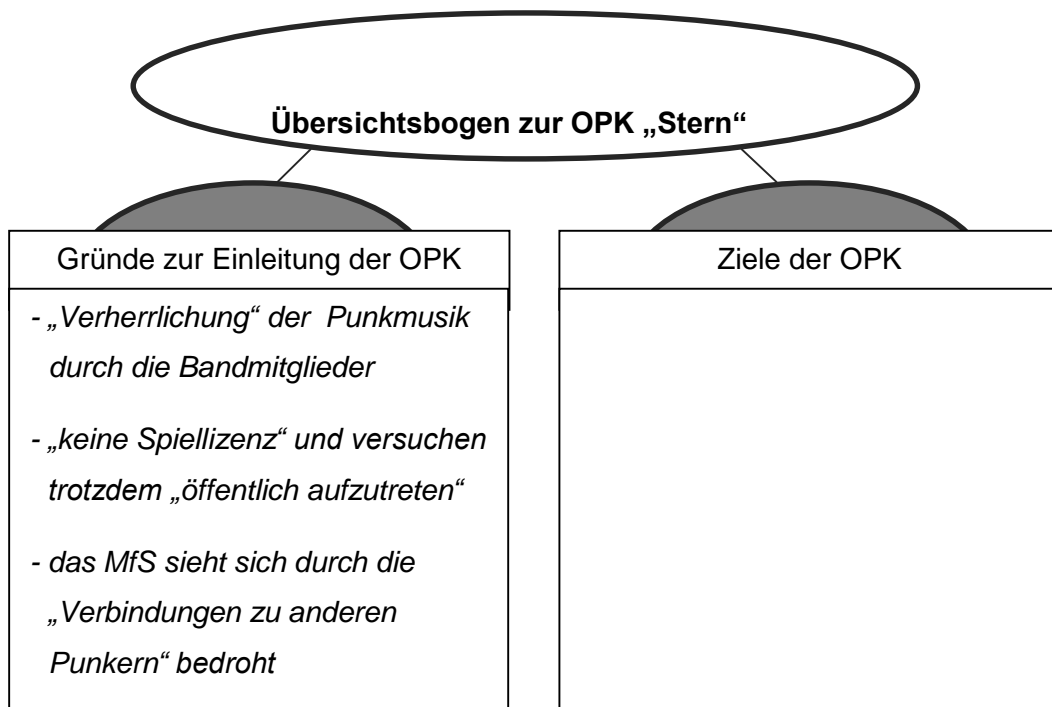 Übersichtsbogen zur OPK „Stern“
Gründe zur Einleitung der OPK
- „Verherrlichung“ der Punkmusik
durch die Bandmitglieder
- „keine Spiellizenz“ und versuchen
trotzdem „öffentlich aufzutreten“
- das MfS sieht sich durch die
„Verbindungen zu anderen
Punkern“ bedroht
Ziele der OPK